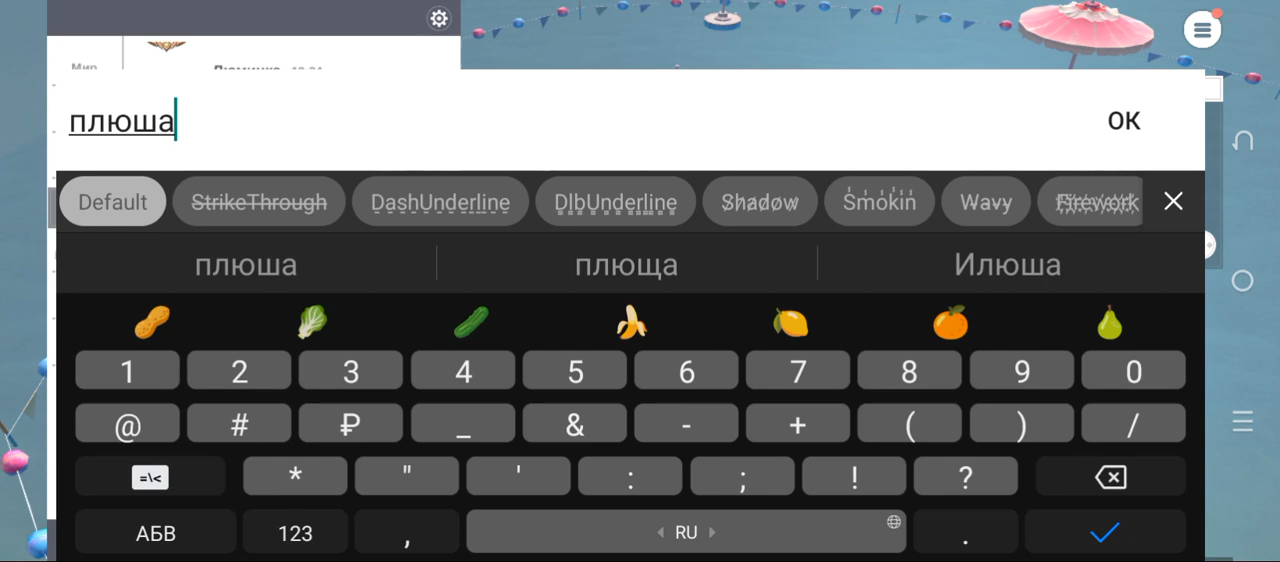 Мир
плюша
OK
Default StrikeThrough DashUnderline DlbUnderline Shadow Smokin Wavy Firework
плюша плюща Илюша
1 2 3 4 5 6 7 8 9 0
@ # ₽ _ & - + ( ) /
=\< * " ' : ; ! ?
АБВ 123 , RU .